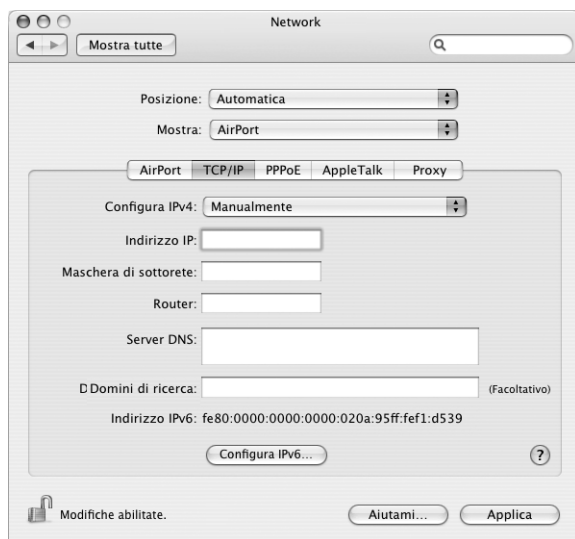 Network
Mostra tutte
Posizione: Automatica
Mostra: AirPort
AirPort TCP/IP PPPoE AppleTalk Proxy
Configura IPv4: Manualmente
Indirizzo IP:
Maschera di sottorete:
Router:
Server DNS:
D Domini di ricerca: (Facoltativo)
Indirizzo IPv6: fe80:0000:0000:0000:020a:95ff:fef1:d539
Configura IPv6... ?
Modifiche abilitate. Aiutami... Applica